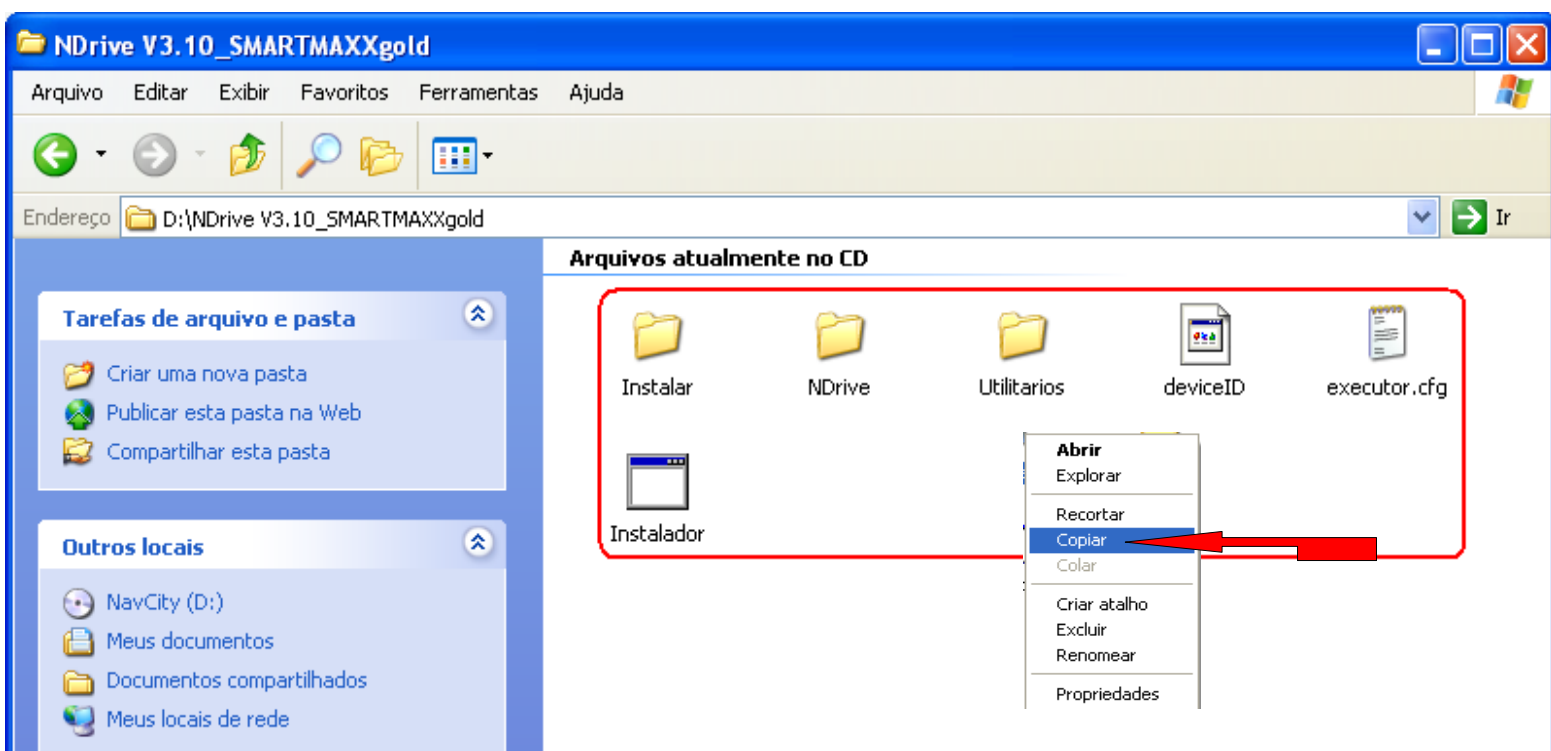 NDrive V3.10_SMARTMAXXgold
Arquivo Editar Exibir Favoritos Ferramentas Ajuda
Endereço D:\NDrive V3.10_SMARTMAXXgold Ir
Arquivos atualmente no CD
Tarefas de arquivo e pasta
Criar uma nova pasta
Publicar esta pasta na Web
Compartilhar esta pasta
Outros locais
NavCity (D:)
Meus documentos
Documentos compartilhados
Meus locais de rede
Instalar NDrive Utilitarios deviceID executor.cfg
Instalador
Abrir
Explorar
Recortar
Copiar
Colar
Criar atalho
Excluir
Renomear
Propriedades